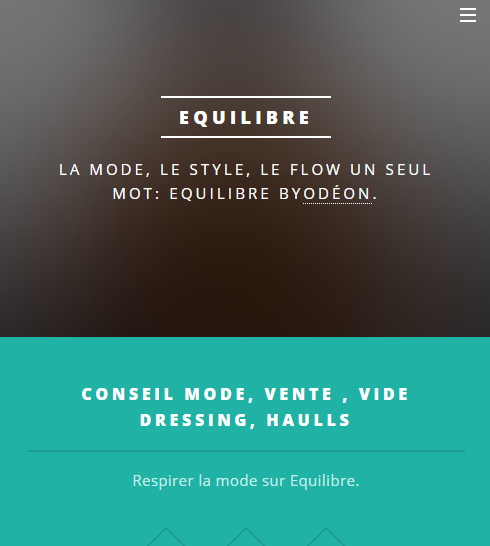 EQUILIBRE
LA MODE, LE STYLE, LE FLOW UN SEUL
MOT: EQUILIBRE BYODÉON.
CONSEIL MODE, VENTE , VIDE
DRESSING, HAULLS
Respirer la mode sur Equilibre.